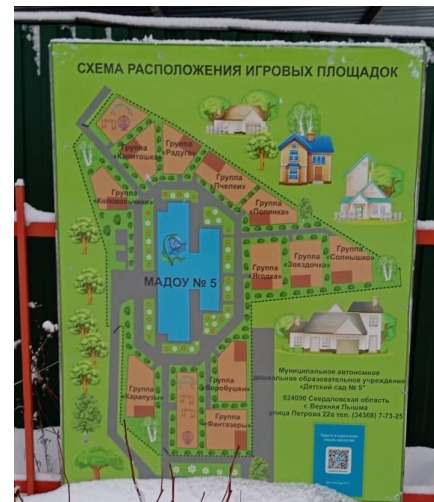 СХЕМА РАСПОЛОЖЕНИЯ ИГРОВЫХ ПЛОЩАДОК
Группа
«Капитошка»
Группа
«Радуга»
Группа
«Пчелки»
Группа
«Колокольчики»
Группа
«Полянка»
Группа
«Ягодка»
Группа
«Звездочка»
Группа
«Солнышко»
МАДОУ № 5
Группа
«Карапузы»
Группа
«Воробушки»
Группа
«Фантазеры»
Муниципальное автономное
дошкольное образовательное учреждение
«Детский сад № 5»
624090 Свердловская область
г. Верхняя Пышма
улица Петрова 22а тел. (34368) 7-73-25